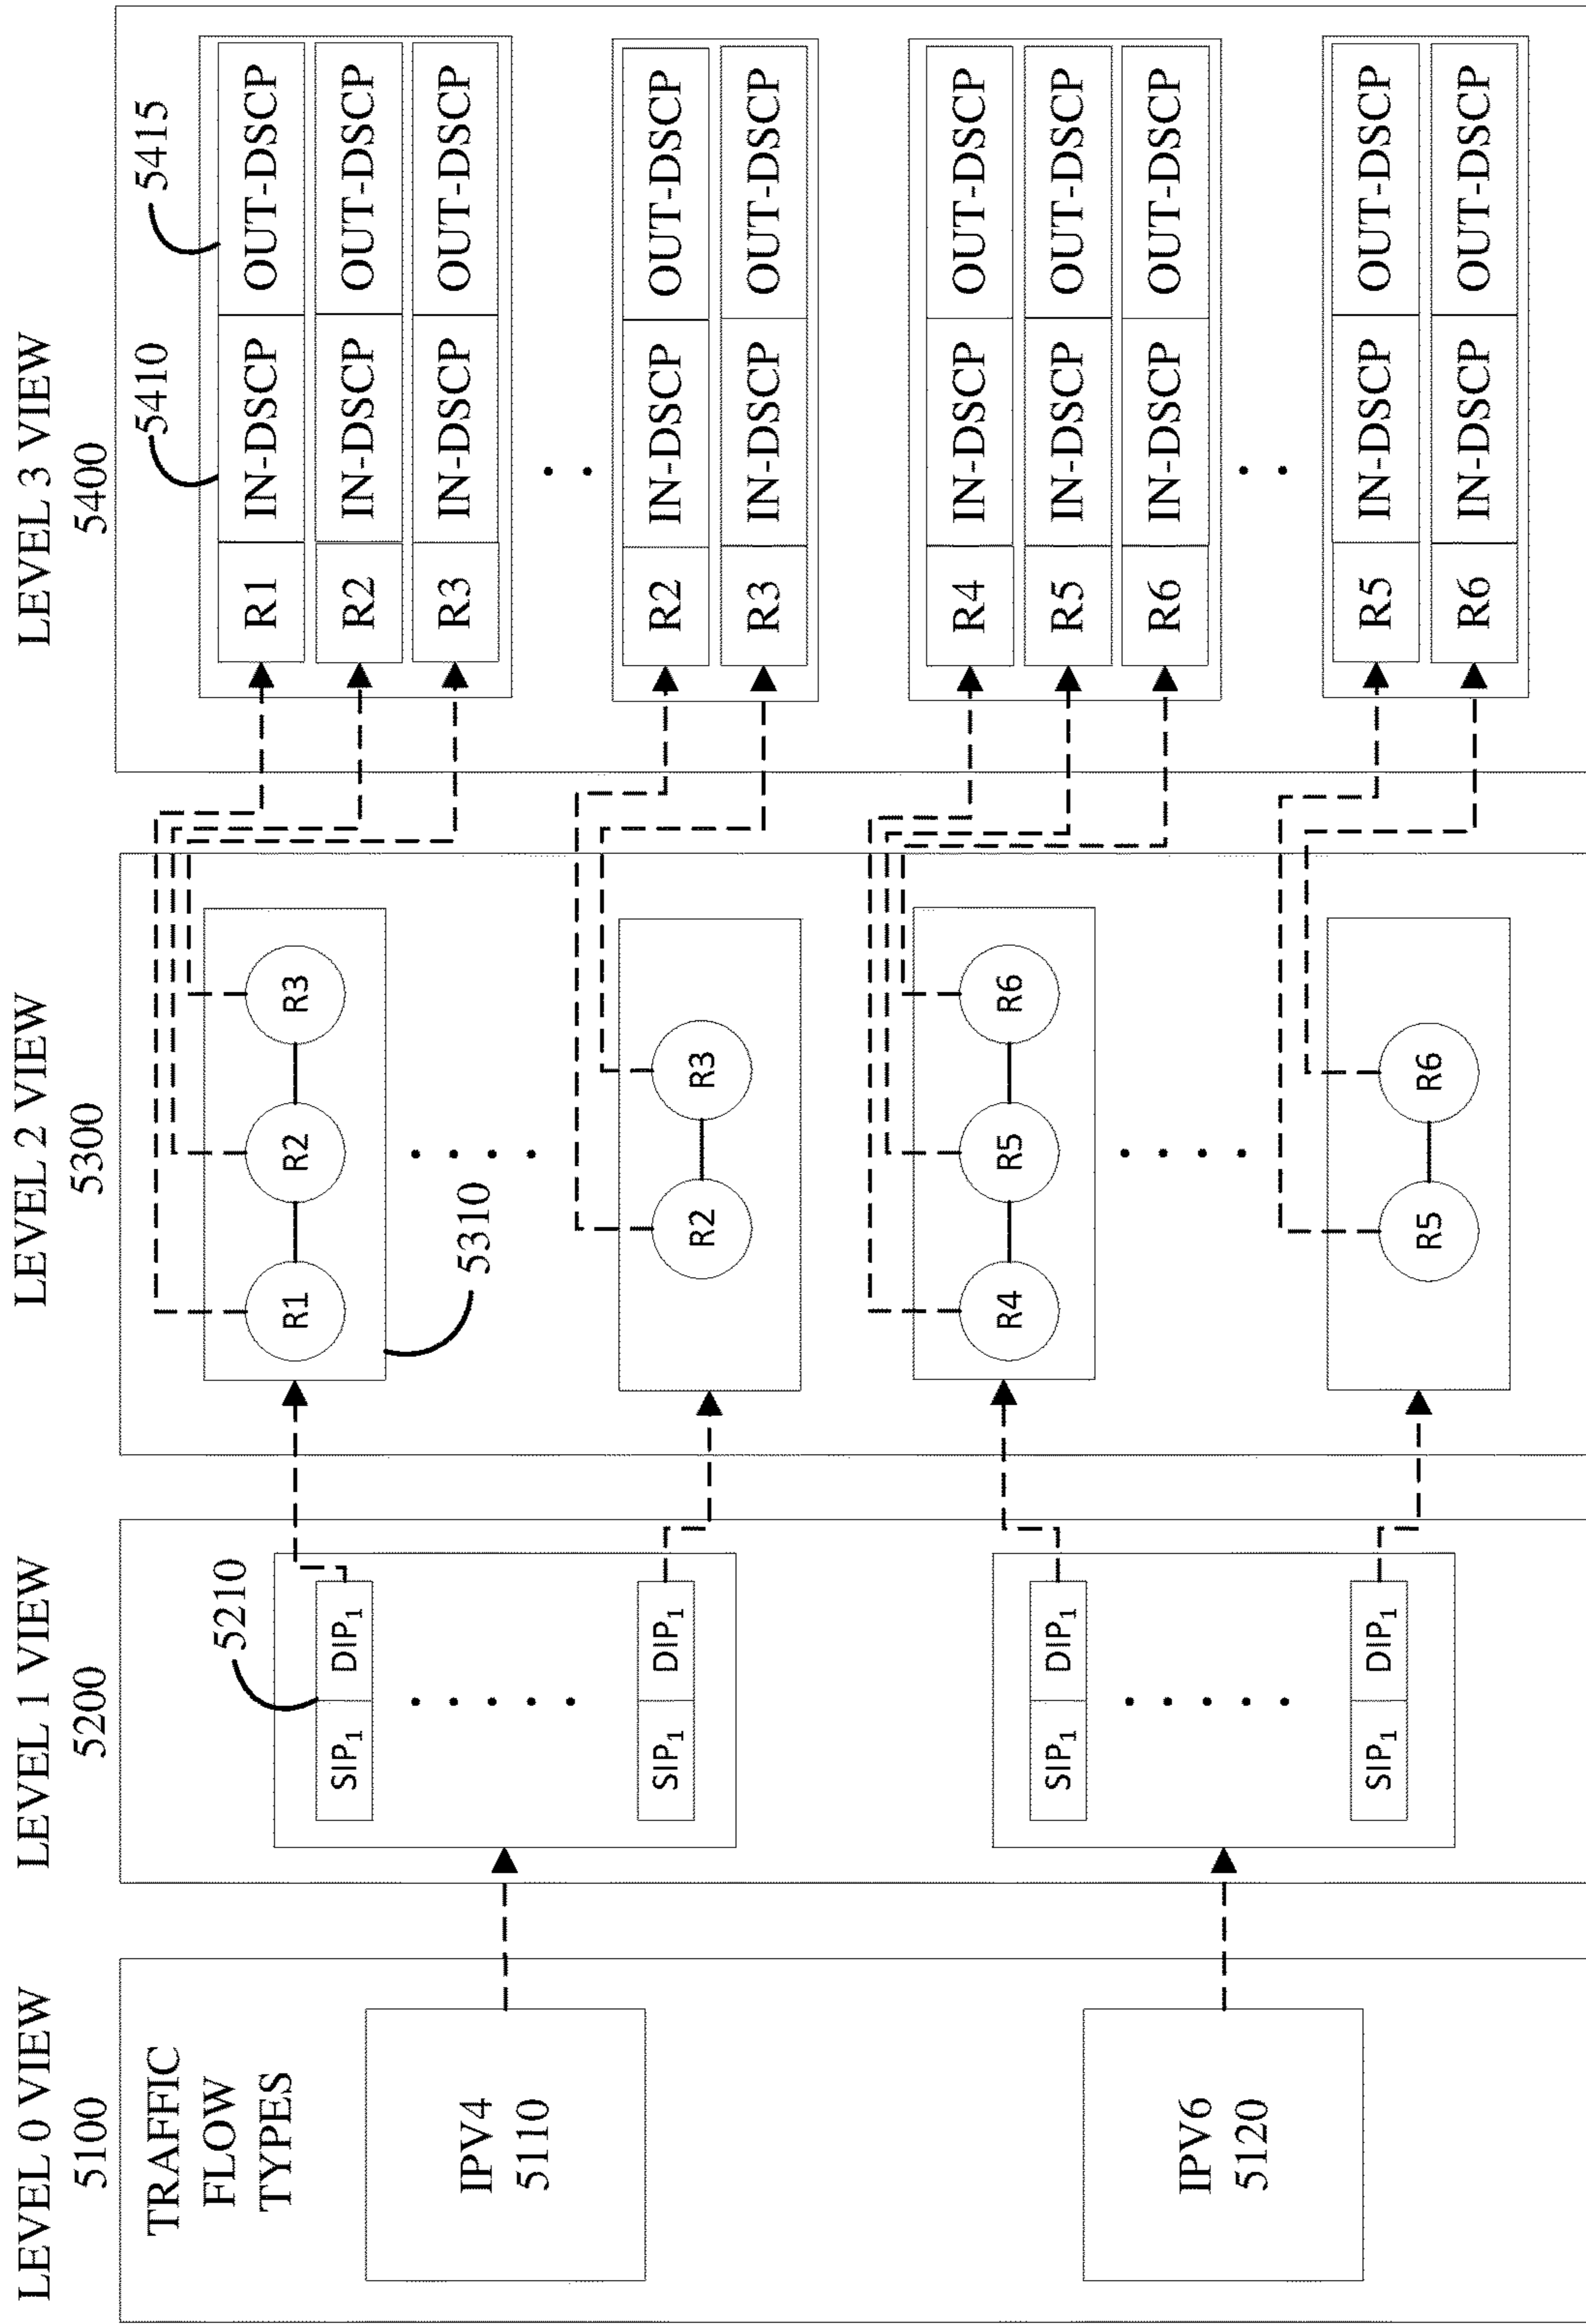 LEVEL 0 VIEW
5100
TRAFFIC
FLOW
TYPES
IPV4
5110
IPV6
5120
LEVEL 1 VIEW
5200
5210
SIP₁ DIP₁
SIP₁ DIP₁
SIP₁ DIP₁
SIP₁ DIP₁
LEVEL 2 VIEW
5300
R1 R2 R3
5310
R2 R3
R4 R5 R6
R5 R6
LEVEL 3 VIEW
5400
5410 5415
R1 IN-DSCP OUT-DSCP
R2 IN-DSCP OUT-DSCP
R3 IN-DSCP OUT-DSCP
R2 IN-DSCP OUT-DSCP
R3 IN-DSCP OUT-DSCP
R4 IN-DSCP OUT-DSCP
R5 IN-DSCP OUT-DSCP
R6 IN-DSCP OUT-DSCP
R5 IN-DSCP OUT-DSCP
R6 IN-DSCP OUT-DSCP